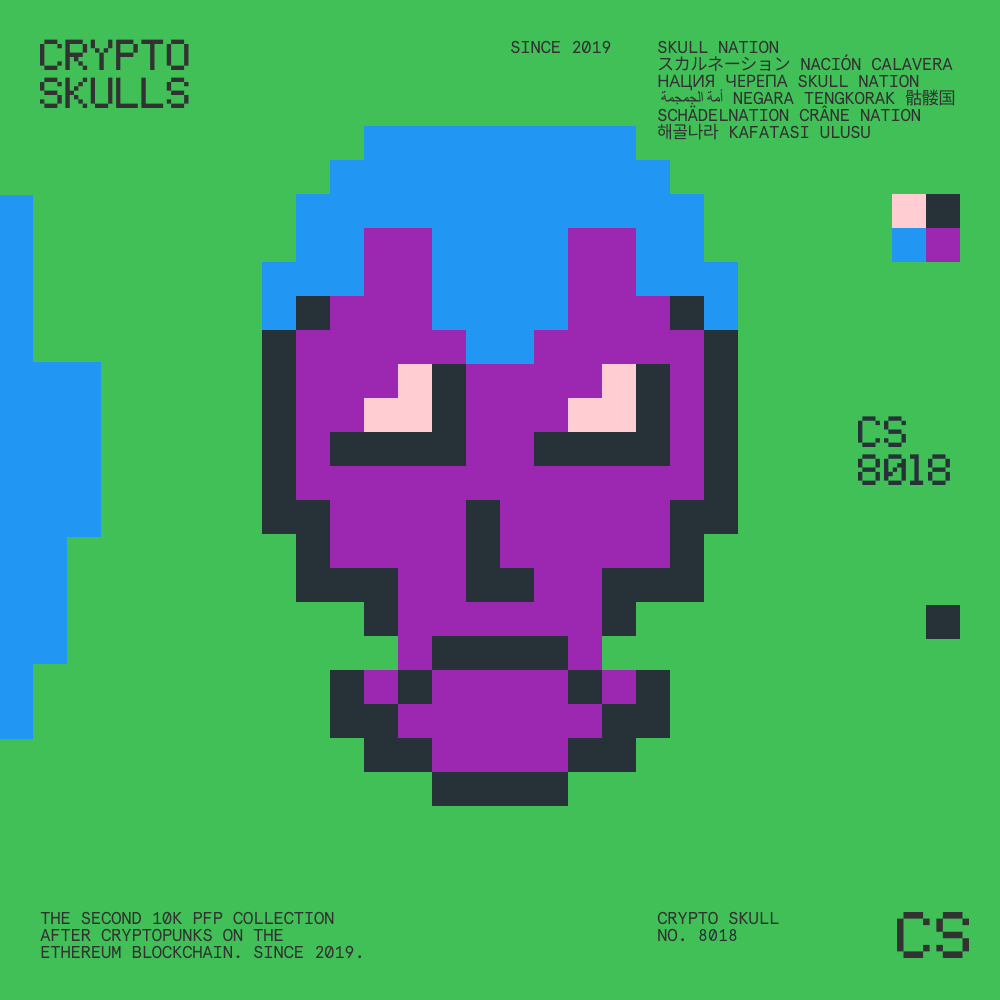 CRYPTO
SKULLS
SINCE 2019
SKULL NATION
スカルネーション NACIÓN CALAVERA
НАЦИЯ ЧЕРЕПА SKULL NATION
أمة الجمجمة NEGARA TENGKORAK 骷髅国
SCHÄDELNATION CRÂNE NATION
해골나라 KAFATASI ULUSU
CS
8018
THE SECOND 10K PFP COLLECTION
AFTER CRYPTOPUNKS ON THE
ETHEREUM BLOCKCHAIN. SINCE 2019.
CRYPTO SKULL
NO. 8018
CS